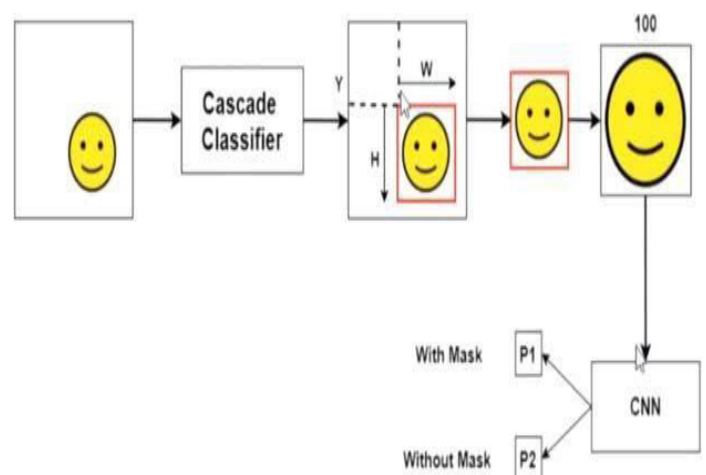 100
W
Y
Cascade
Classifier
H
With Mask
P1
CNN
Without Mask
P2